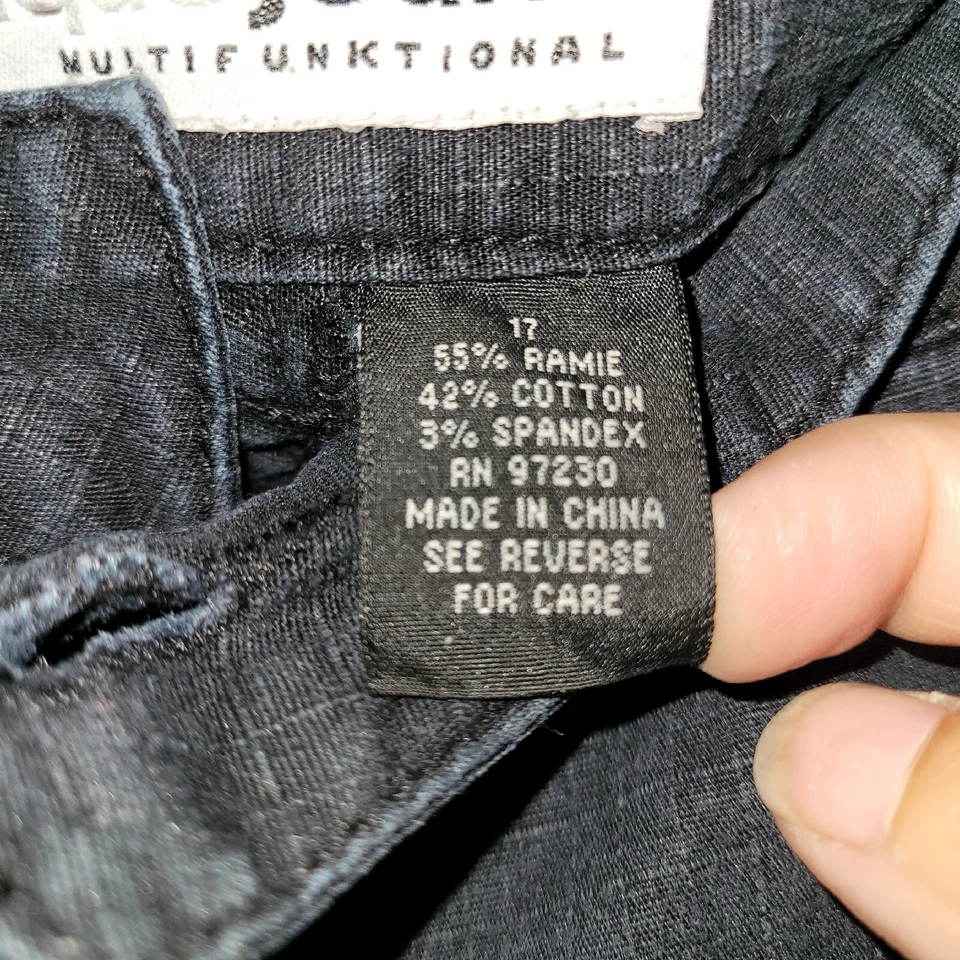 MULTIFUNKTIONAL
17
55% RAMIE
42% COTTON
3% SPANDEX
RN 97230
MADE IN CHINA
SEE REVERSE
FOR CARE